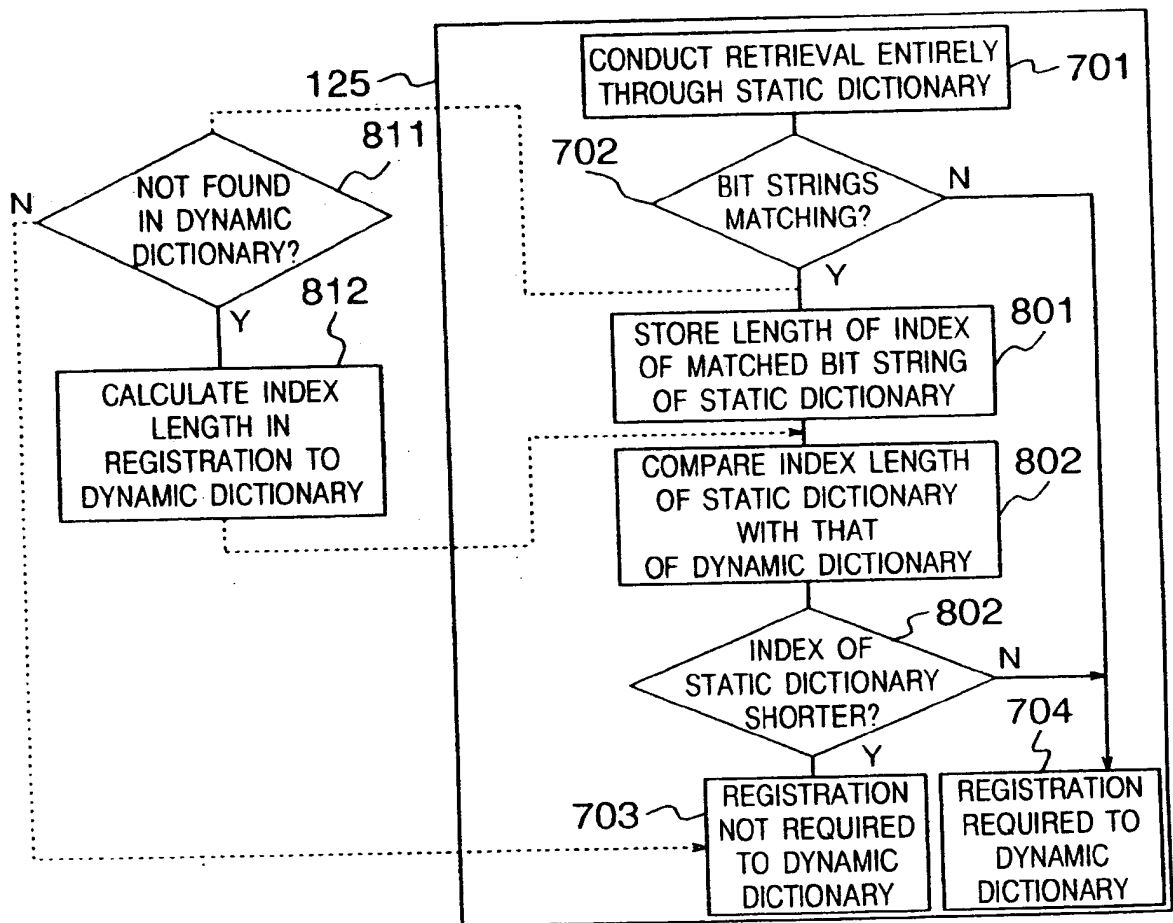 125
CONDUCT RETRIEVAL ENTIRELY
THROUGH STATIC DICTIONARY
701
702
BIT STRINGS
MATCHING?
N
Y
811
N
NOT FOUND
IN DYNAMIC
DICTIONARY?
Y
812
CALCULATE INDEX
LENGTH IN
REGISTRATION TO
DYNAMIC DICTIONARY
STORE LENGTH OF INDEX
OF MATCHED BIT STRING
OF STATIC DICTIONARY
801
COMPARE INDEX LENGTH
OF STATIC DICTIONARY
WITH THAT
OF DYNAMIC DICTIONARY
802
802
INDEX OF
STATIC DICTIONARY
SHORTER?
N
Y
703
REGISTRATION
NOT REQUIRED
TO DYNAMIC
DICTIONARY
704
REGISTRATION
REQUIRED TO
DYNAMIC
DICTIONARY